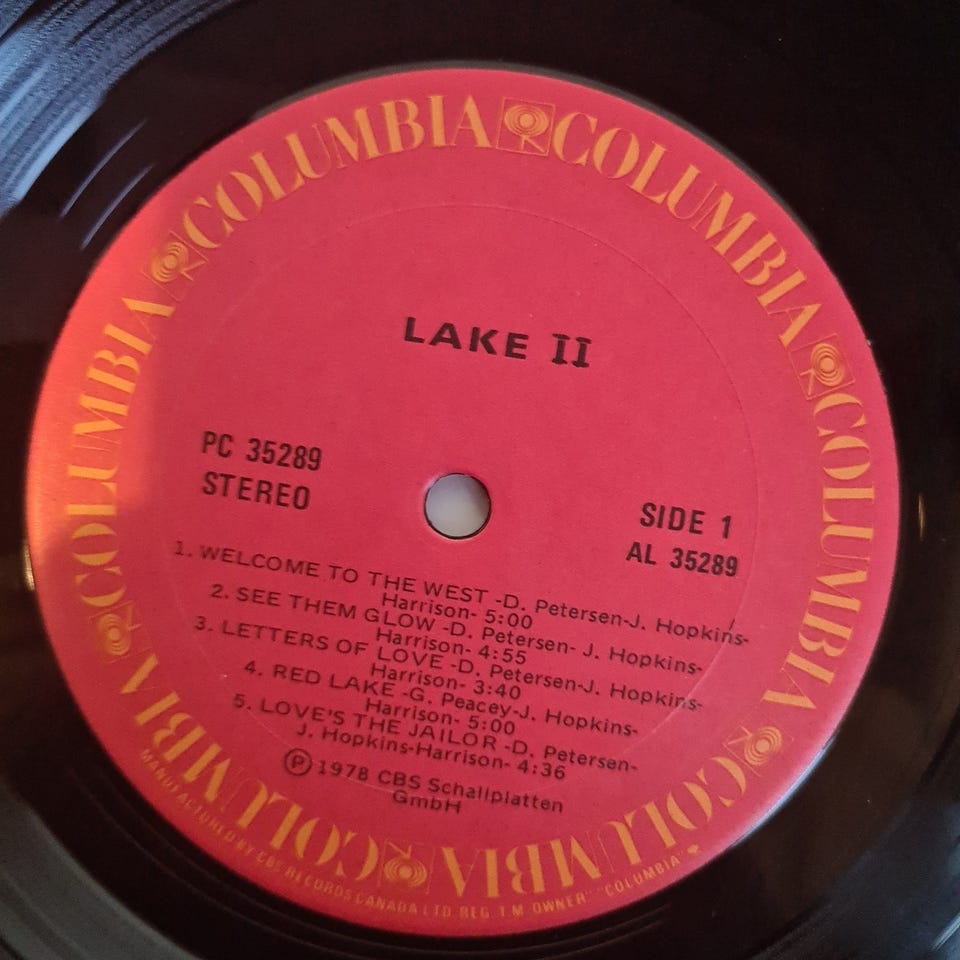 COLUMBIA COLUMBIA COLUMBIA COLUMBIA COLUMBIA COLUMBIA
LAKE II
PC 35289
STEREO
SIDE 1
AL 35289
1. WELCOME TO THE WEST -D. Petersen-J. Hopkins-
Harrison- 5:00
2. SEE THEM GLOW -D. Petersen- J. Hopkins-
Harrison- 4:55
3. LETTERS OF LOVE -D. Petersen-J. Hopkins-
Harrison- 3:40
4. RED LAKE -G. Peacey-J. Hopkins-
Harrison- 5:00
5. LOVE'S THE JAILOR -D. Petersen-
J. Hopkins-Harrison- 4:36
Ⓟ 1978 CBS Schallplatten
GmbH
MANUFACTURED BY CBS RECORDS CANADA LTD. REG. T.M. OWNER "COLUMBIA"